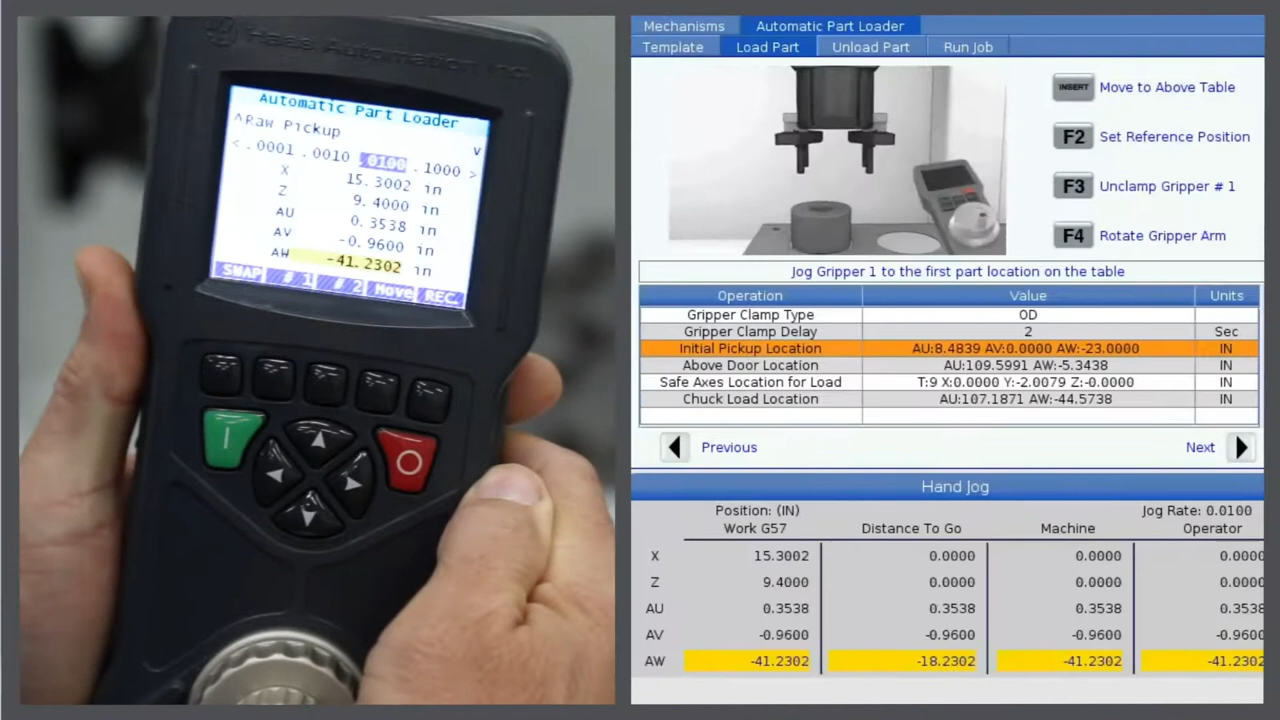 Haas Automation Inc.
Automatic Part Loader
^Raw Pickup v
< .0001 .0010 .0100 .1000 >
X 15.3002 in
Z 9.4000 in
AU 0.3538 in
AV -0.9600 in
AW -41.2302 in
SWAP # 1 # 2 Move REC
Mechanisms Automatic Part Loader
Template Load Part Unload Part Run Job
INSERT Move to Above Table
F2 Set Reference Position
F3 Unclamp Gripper # 1
F4 Rotate Gripper Arm
Jog Gripper 1 to the first part location on the table
Operation Value Units
Gripper Clamp Type OD
Gripper Clamp Delay 2 Sec
Initial Pickup Location AU:8.4839 AV:0.0000 AW:-23.0000 IN
Above Door Location AU:109.5991 AW:-5.3438 IN
Safe Axes Location for Load T:9 X:0.0000 Y:-2.0079 Z:-0.0000 IN
Chuck Load Location AU:107.1871 AW:-44.5738 IN
Previous Next
Hand Jog
Position: (IN) Jog Rate: 0.0100
Work G57 Distance To Go Machine Operator
X 15.3002 0.0000 0.0000 0.0000
Z 9.4000 0.0000 0.0000 0.0000
AU 0.3538 0.3538 0.3538 0.3538
AV -0.9600 -0.9600 -0.9600 -0.9600
AW -41.2302 -18.2302 -41.2302 -41.2302